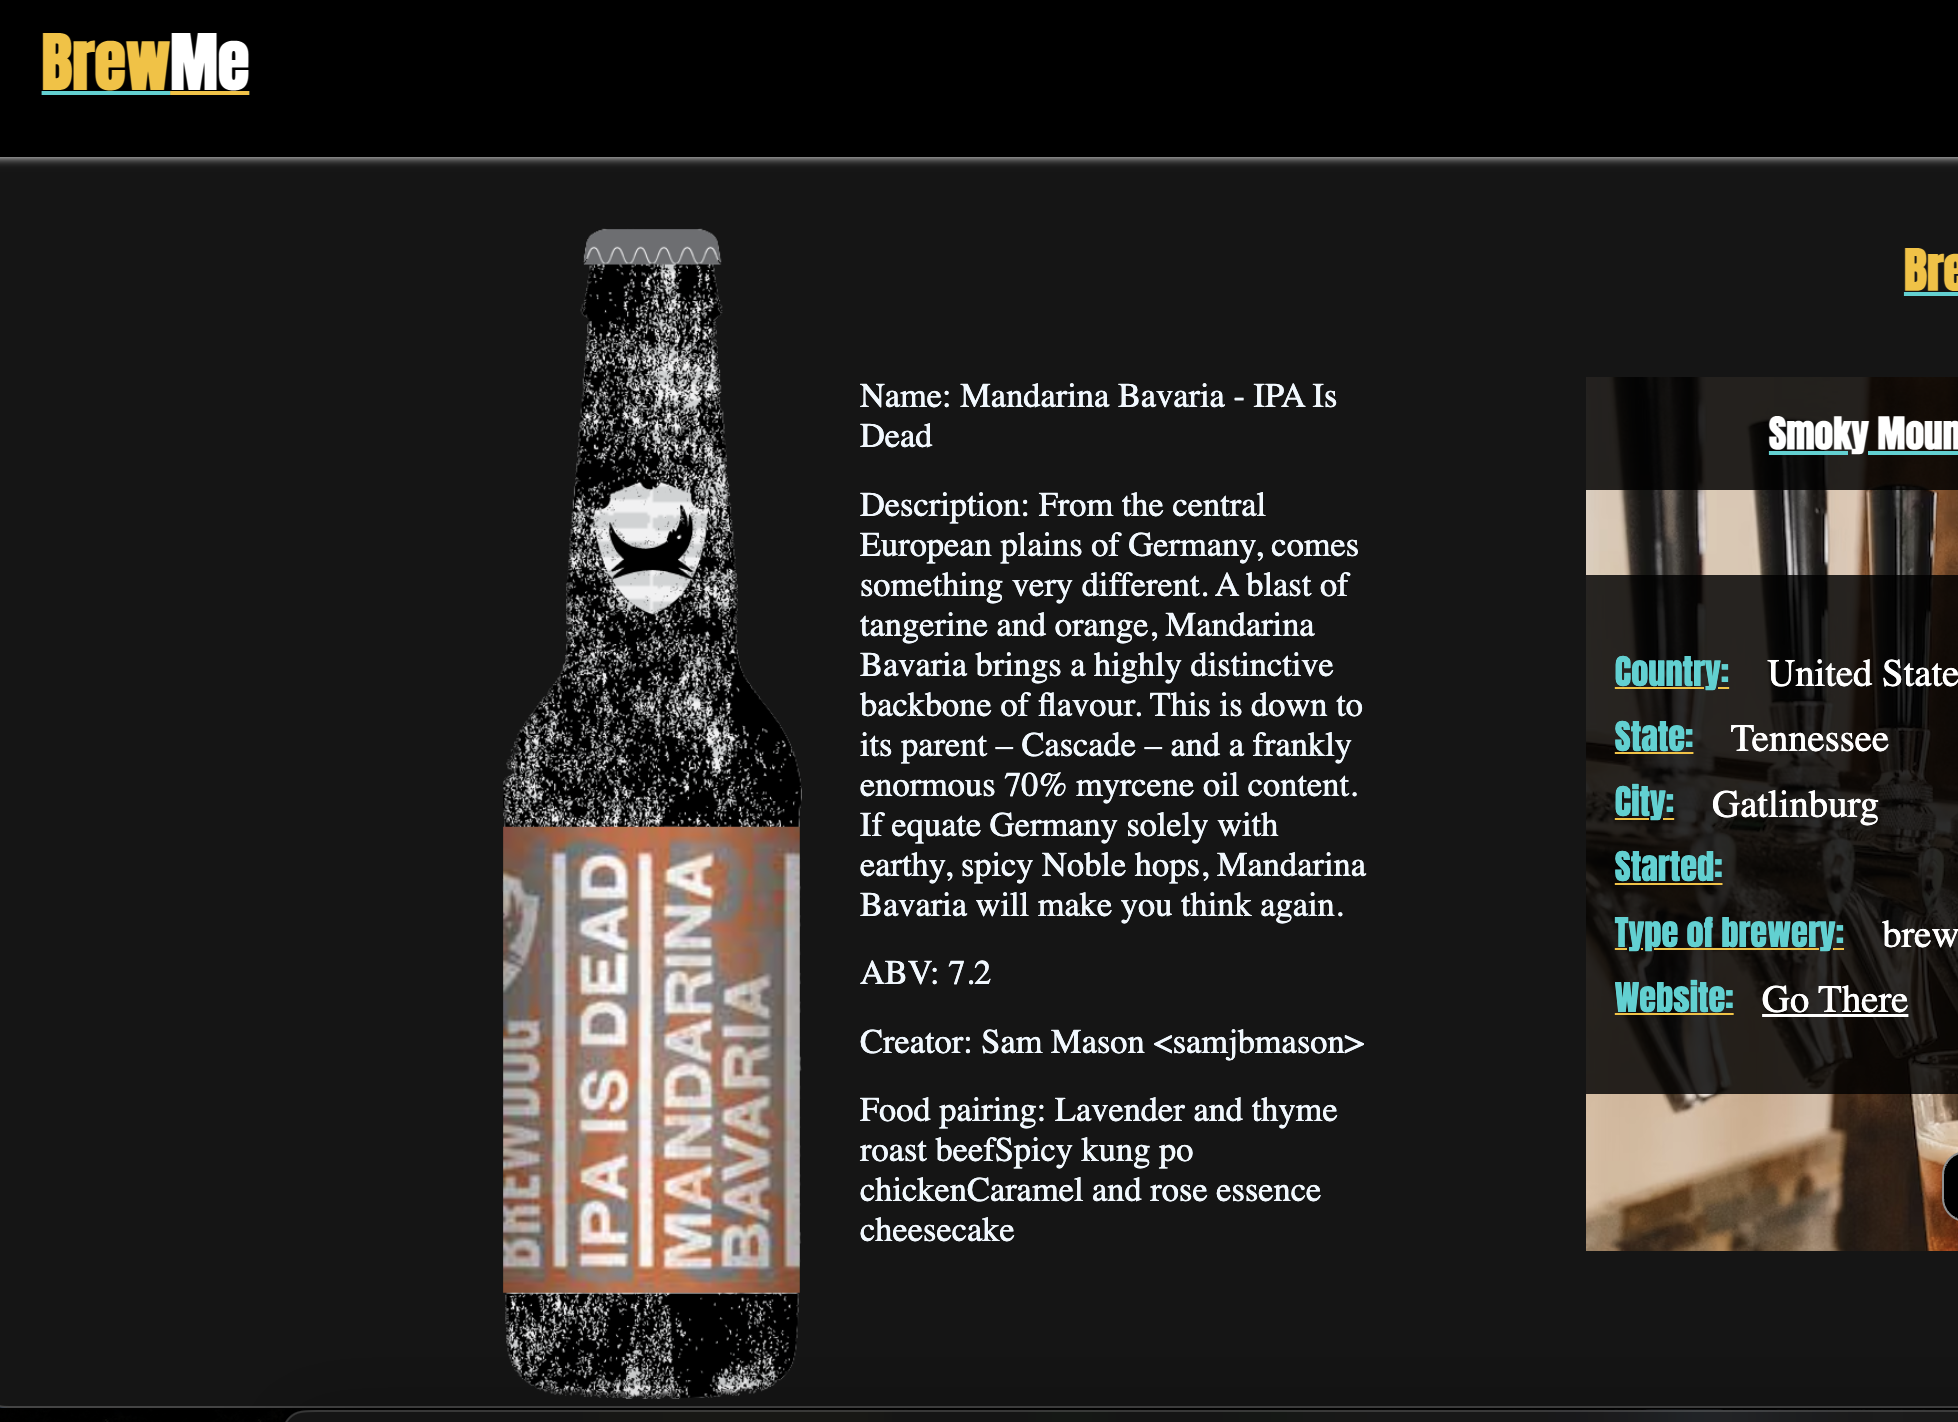 BrewMe
Name: Mandarina Bavaria - IPA Is
Dead
Description: From the central
European plains of Germany, comes
something very different. A blast of
tangerine and orange, Mandarina
Bavaria brings a highly distinctive
backbone of flavour. This is down to
its parent – Cascade – and a frankly
enormous 70% myrcene oil content.
If equate Germany solely with
earthy, spicy Noble hops, Mandarina
Bavaria will make you think again.
ABV: 7.2
Creator: Sam Mason <samjbmason>
Food pairing: Lavender and thyme
roast beefSpicy kung po
chickenCaramel and rose essence
cheesecake
BREWDOG
IPA IS DEAD
MANDARINA
BAVARIA
Bre
Smoky Moun
Country: United State
State: Tennessee
City: Gatlinburg
Started:
Type of brewery: brew
Website: Go There